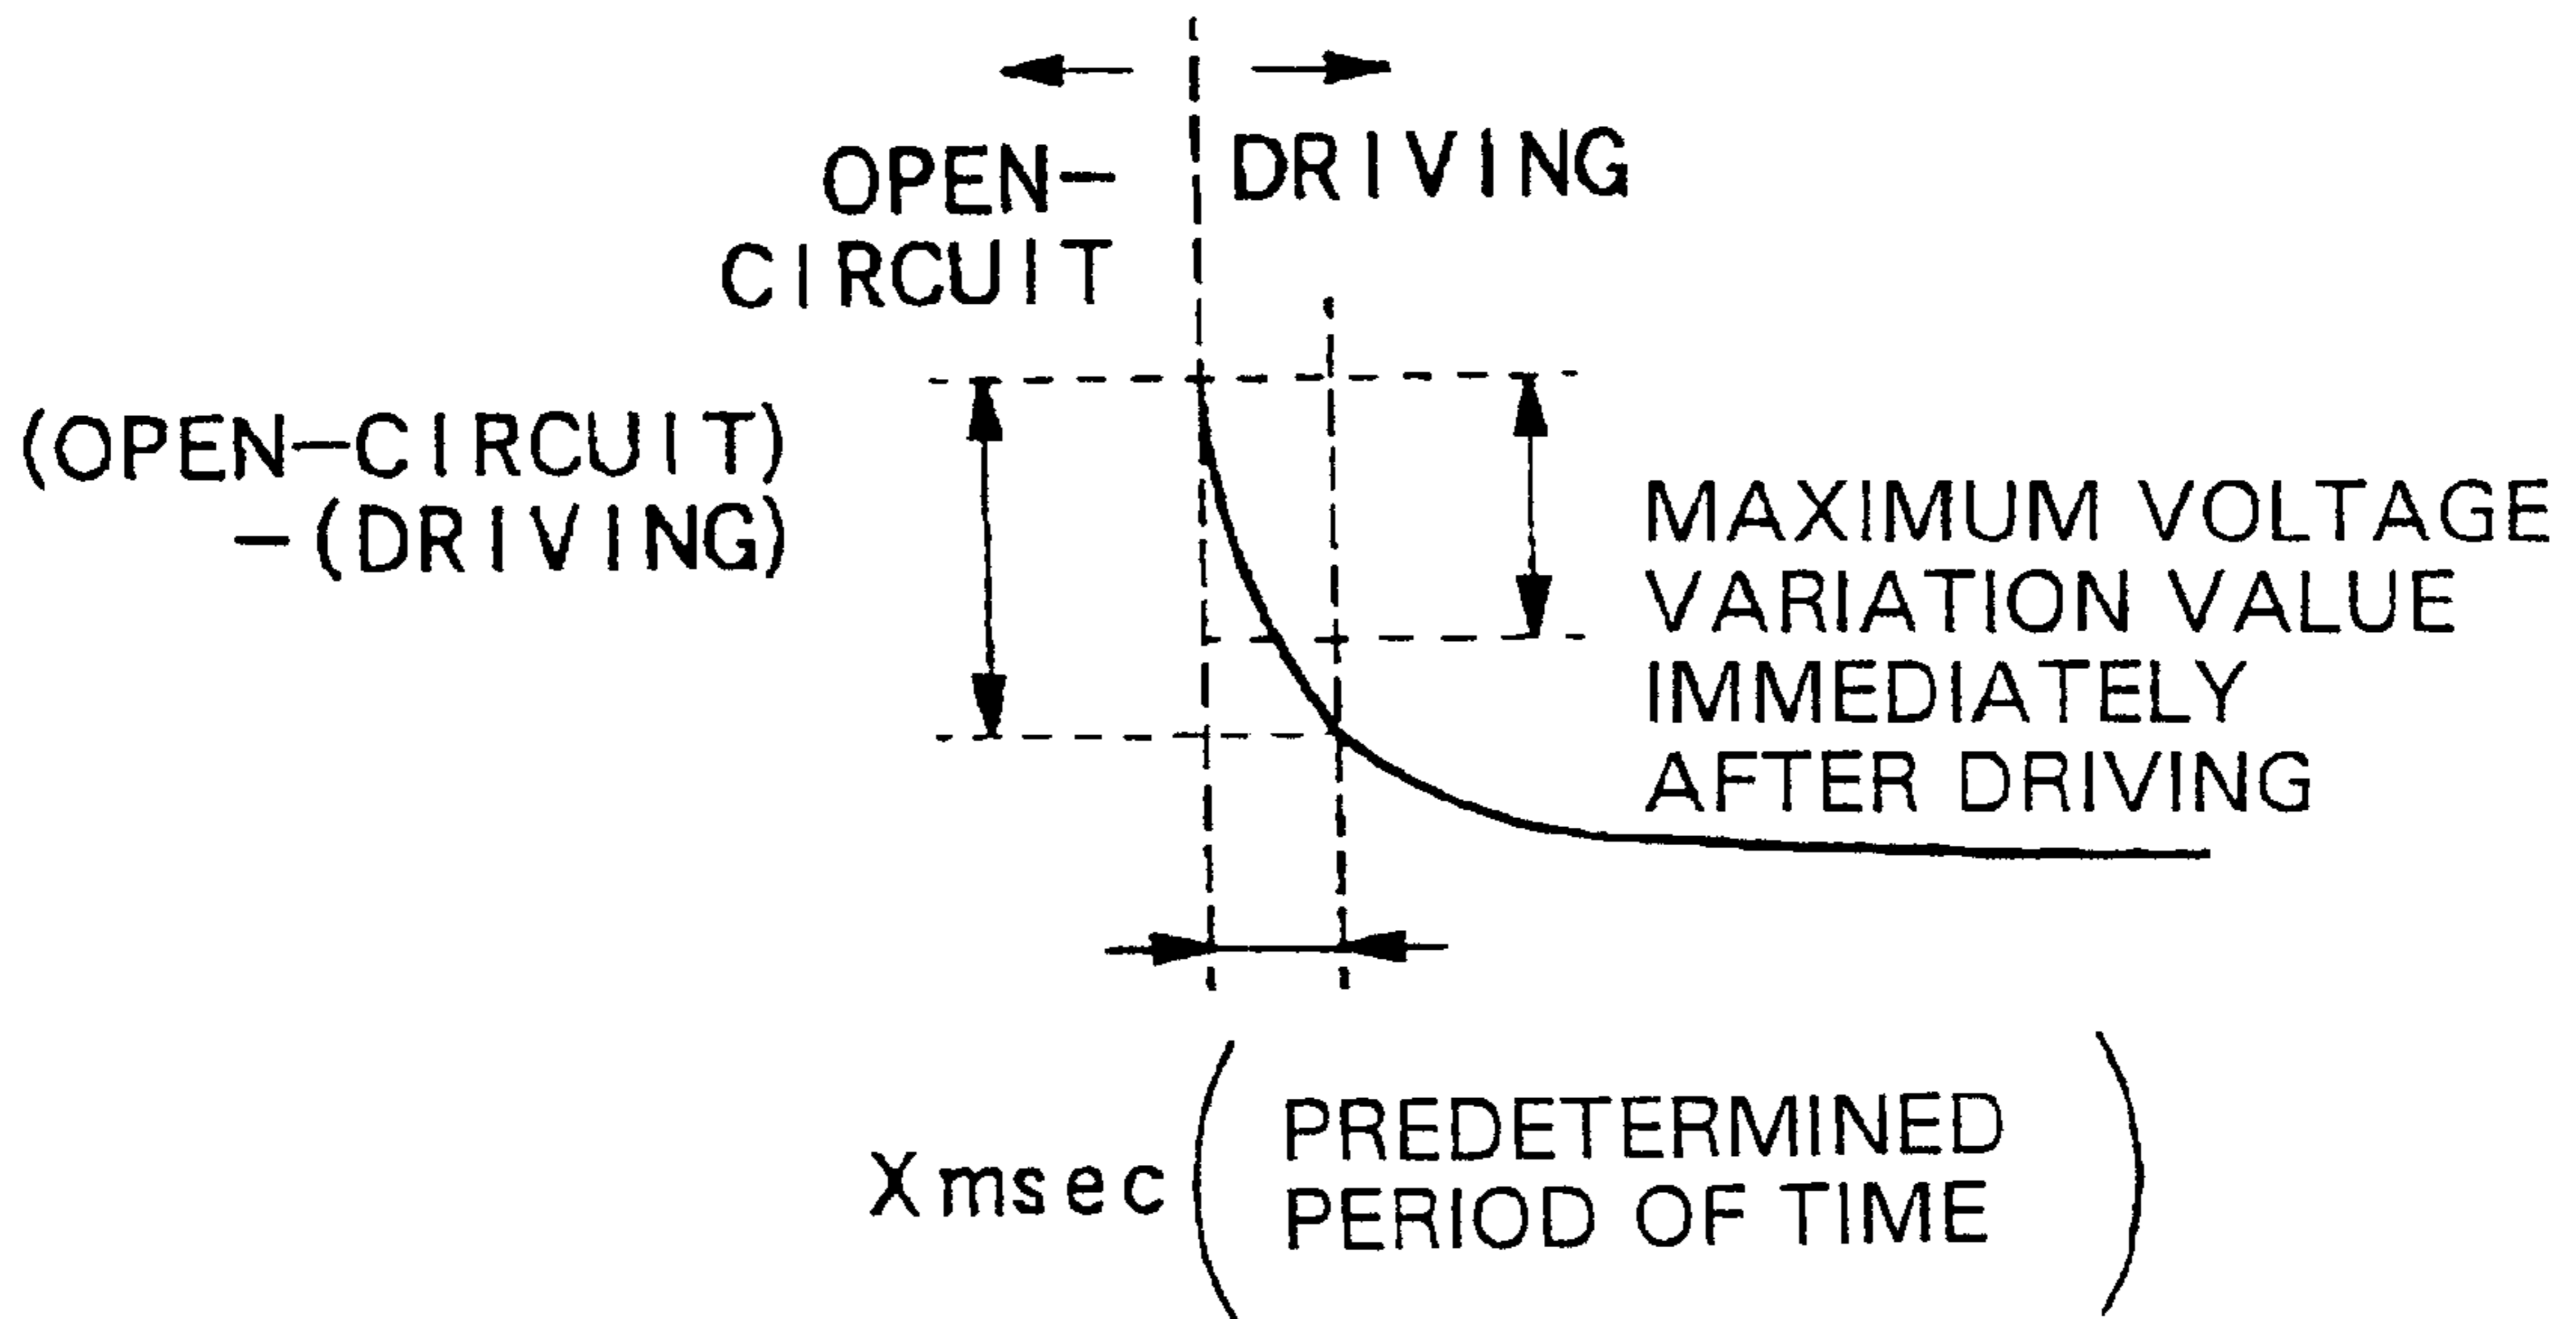 OPEN-
CIRCUIT
DRIVING
(OPEN-CIRCUIT)
-(DRIVING)
MAXIMUM VOLTAGE
VARIATION VALUE
IMMEDIATELY
AFTER DRIVING
Xmsec ( PREDETERMINED
PERIOD OF TIME )